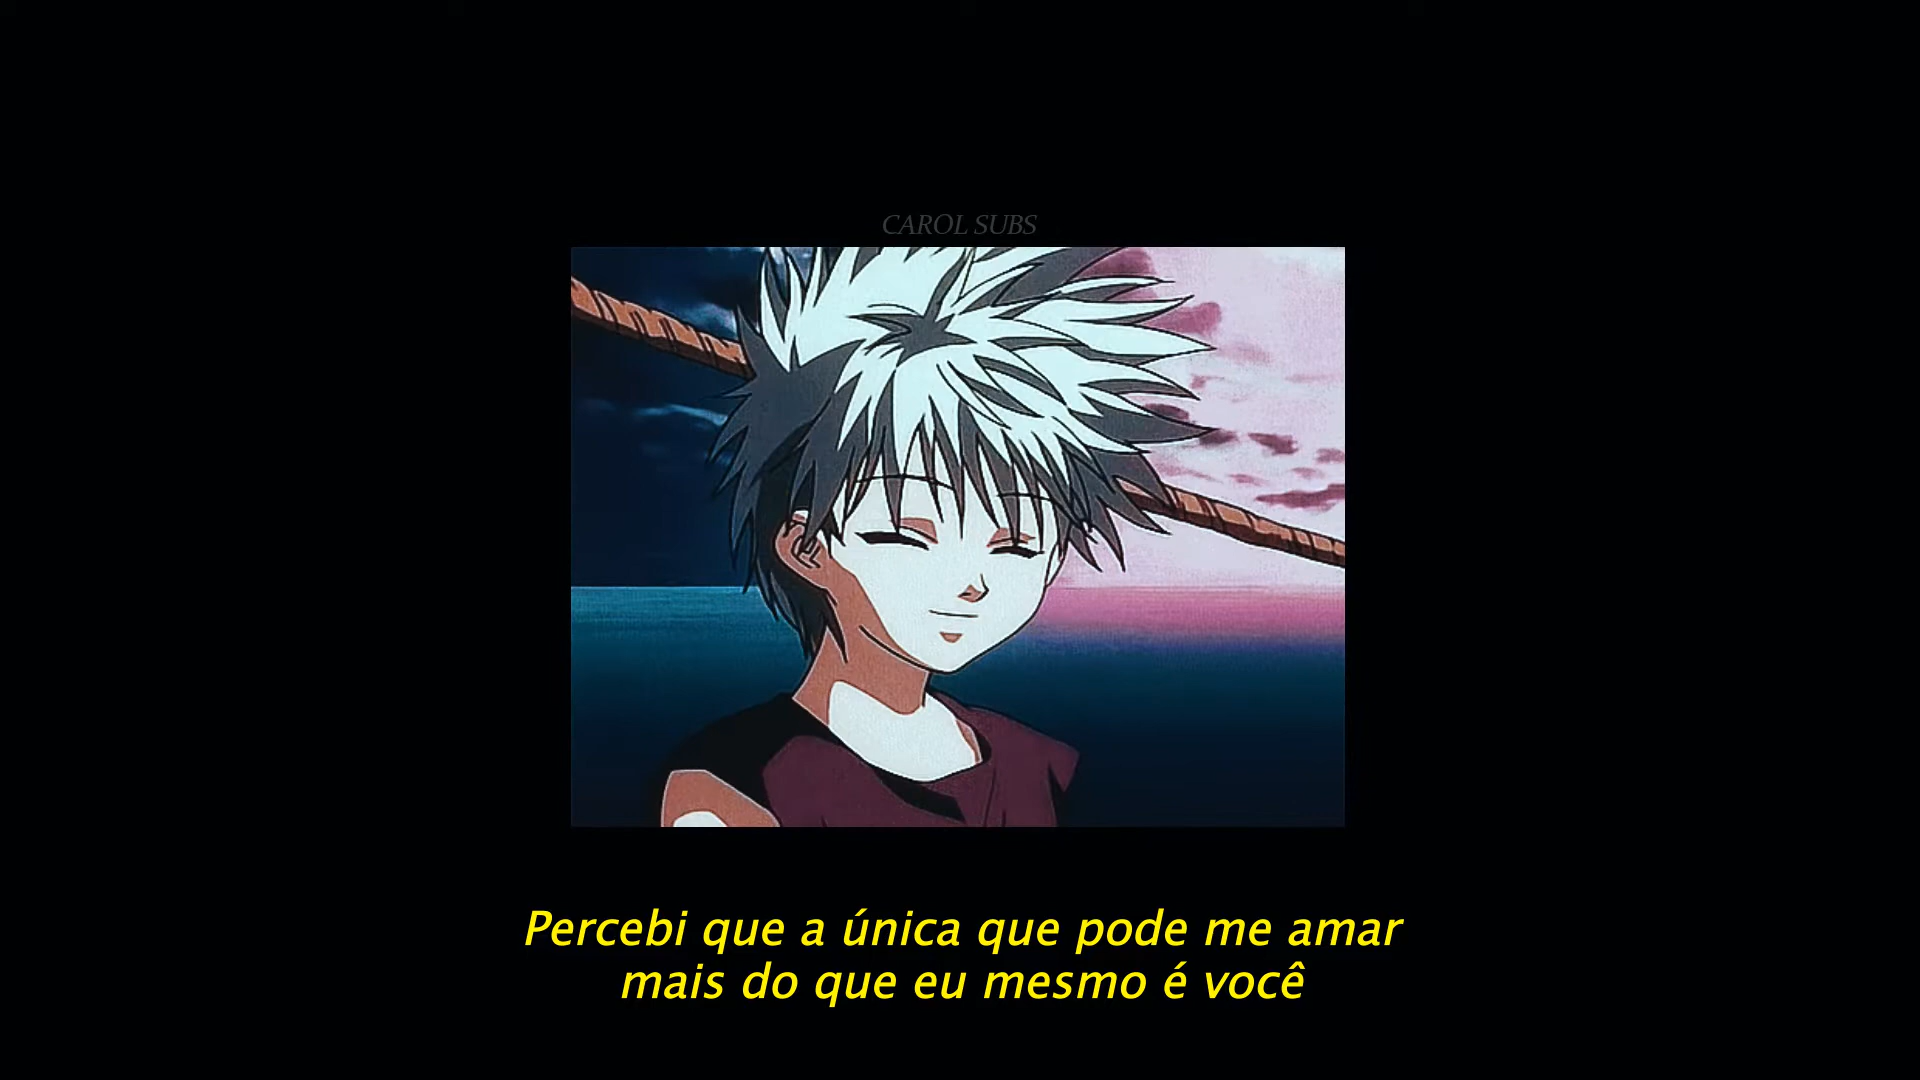 CAROL SUBS
Percebi que a única que pode me amar
mais do que eu mesmo é você